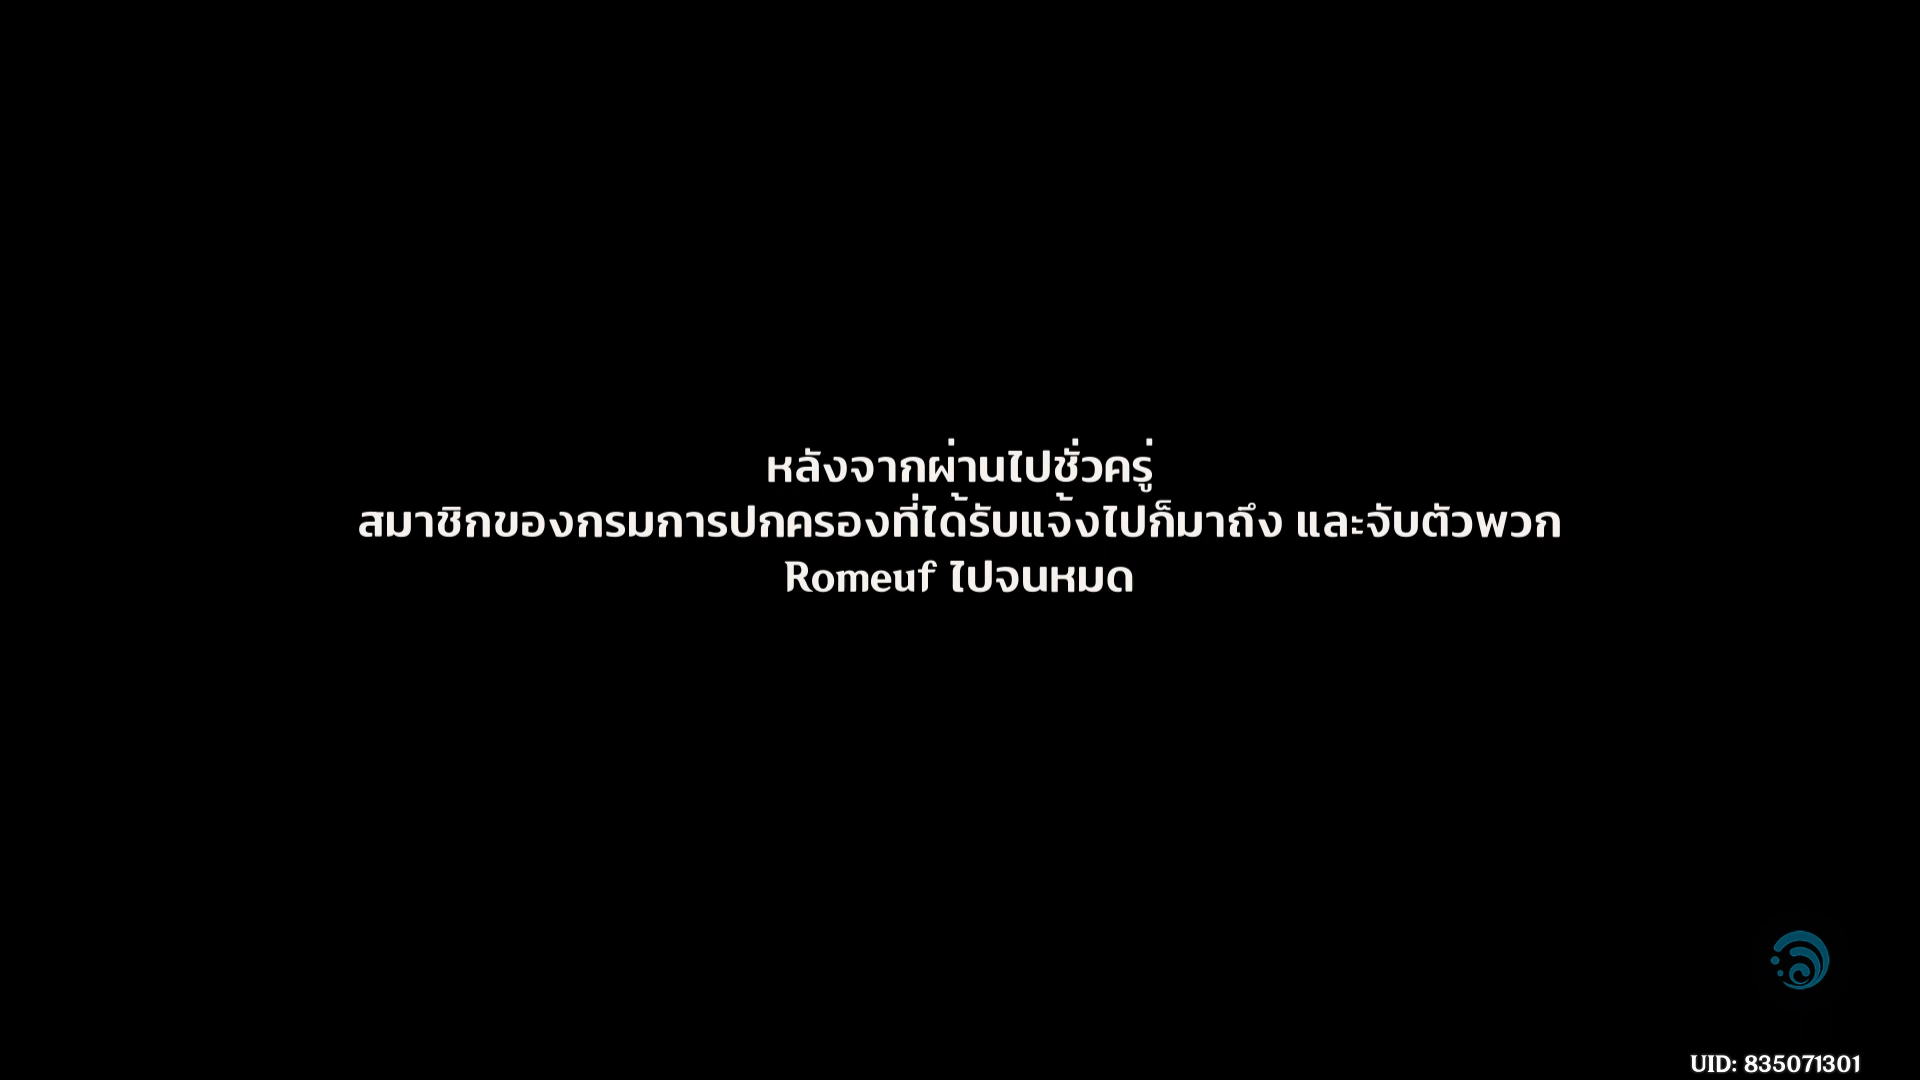 หลังจากผ่านไปชั่วครู่
สมาชิกของกรมการปกครองที่ได้รับแจ้งไปก็มาถึง และจับตัวพวก
Romeuf ไปจนหมด
UID: 835071301